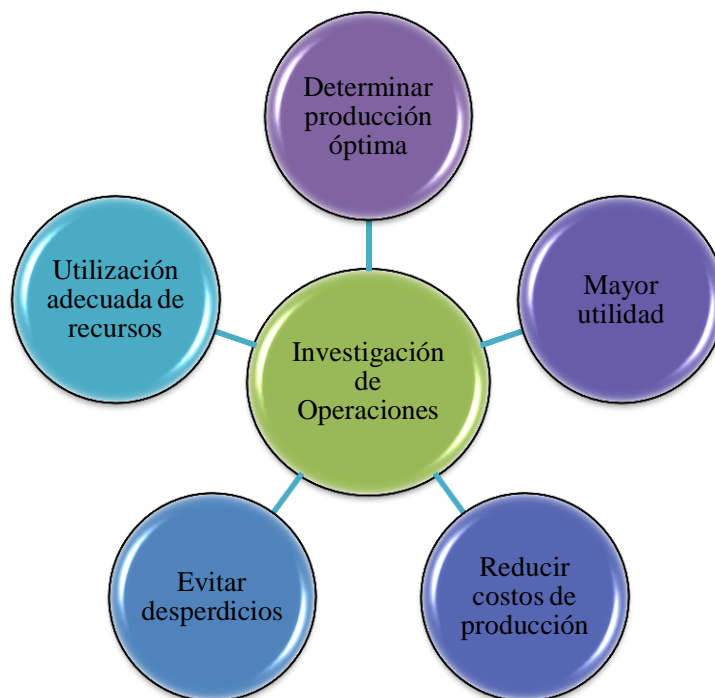 Determinar
producción
óptima
Utilización
adecuada de
recursos
Mayor
utilidad
Investigación
de
Operaciones
Evitar
desperdicios
Reducir
costos de
producción